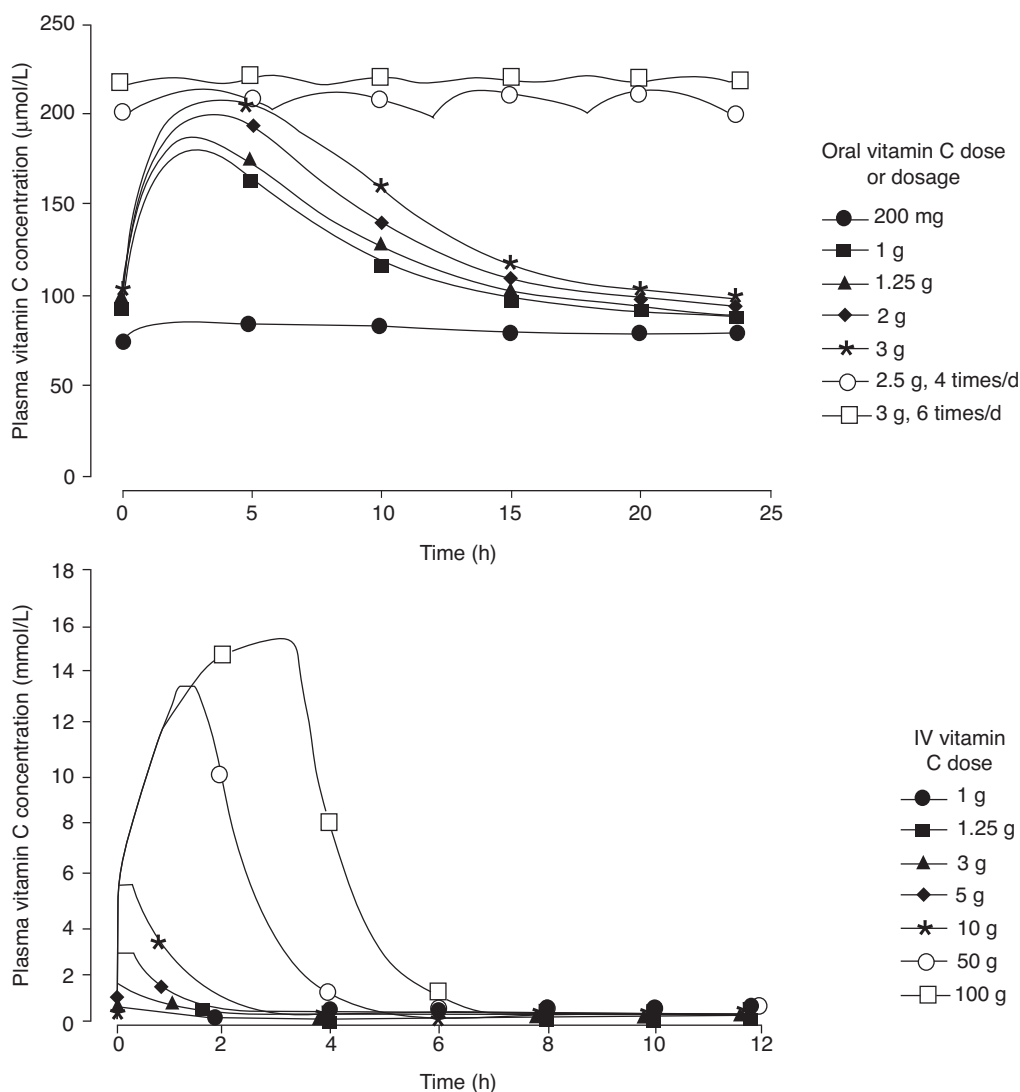 250
200
150
100
50
0
Plasma vitamin C concentration (μmol/L)
0 5 10 15 20 25
Time (h)
Oral vitamin C dose
or dosage
200 mg
1 g
1.25 g
2 g
3 g
2.5 g, 4 times/d
3 g, 6 times/d
18
16
14
12
10
8
6
4
2
0
Plasma vitamin C concentration (mmol/L)
0 2 4 6 8 10 12
Time (h)
IV vitamin
C dose
1 g
1.25 g
3 g
5 g
10 g
50 g
100 g